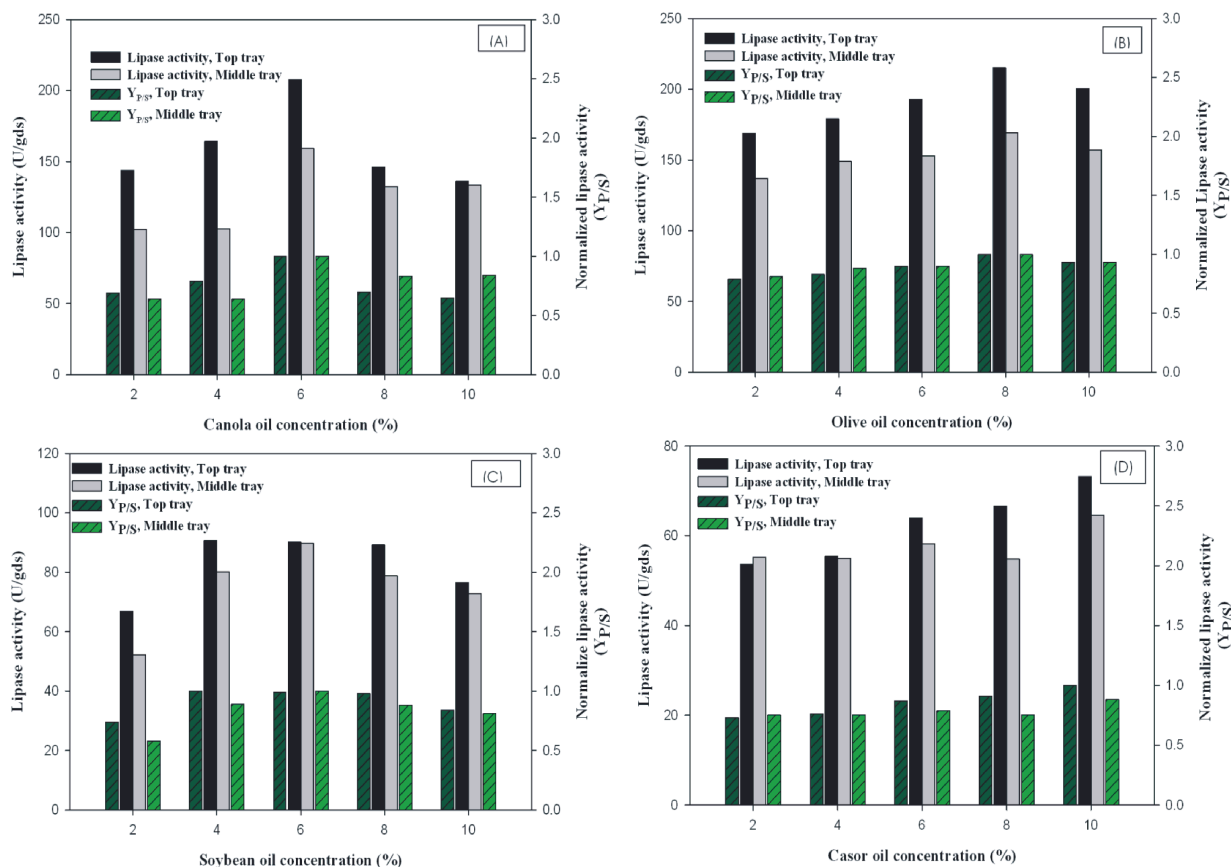 (A)
Lipase activity, Top tray
Lipase activity, Middle tray
YP/S, Top tray
YP/S, Middle tray
250
200
150
100
50
0
3.0
2.5
2.0
1.5
1.0
0.5
0.0
Lipase activity (U/gds)
Normalized lipase activity
(YP/S)
2 4 6 8 10
Canola oil concentration (%)
(B)
Lipase activity, Top tray
Lipase activity, Middle tray
YP/S, Top tray
YP/S, Middle tray
250
200
150
100
50
0
3.0
2.5
2.0
1.5
1.0
0.5
0.0
Lipase activity (U/gds)
Normalized Lipase activity
(YP/S)
2 4 6 8 10
Olive oil concentration (%)
(C)
Lipase activity, Top tray
Lipase activity, Middle tray
YP/S, Top tray
YP/S, Middle tray
120
100
80
60
40
20
0
3.0
2.5
2.0
1.5
1.0
0.5
0.0
Lipase activity (U/gds)
Normalize lipase activity
(YP/S)
2 4 6 8 10
Soybean oil concentration (%)
(D)
Lipase activity, Top tray
Lipase activity, Middle tray
YP/S, Top tray
YP/S, Middle tray
80
60
40
20
0
3.0
2.5
2.0
1.5
1.0
0.5
0.0
Lipase activity (U/gds)
Normalized lipase activity
(YP/S)
2 4 6 8 10
Casor oil concentration (%)